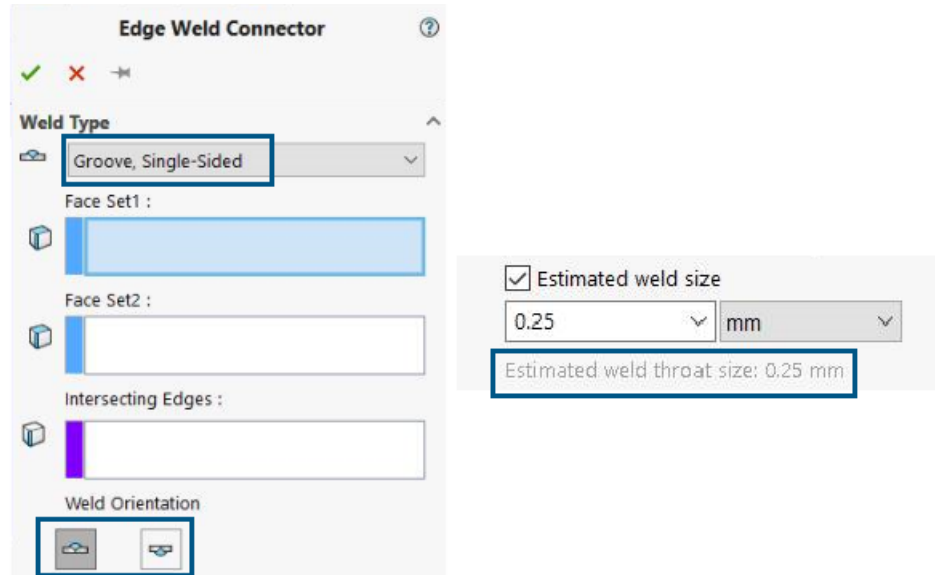 Edge Weld Connector
Weld Type
Groove, Single-Sided
Face Set1 :
Face Set2 :
Intersecting Edges :
Weld Orientation
Estimated weld size
0.25 mm
Estimated weld throat size: 0.25 mm